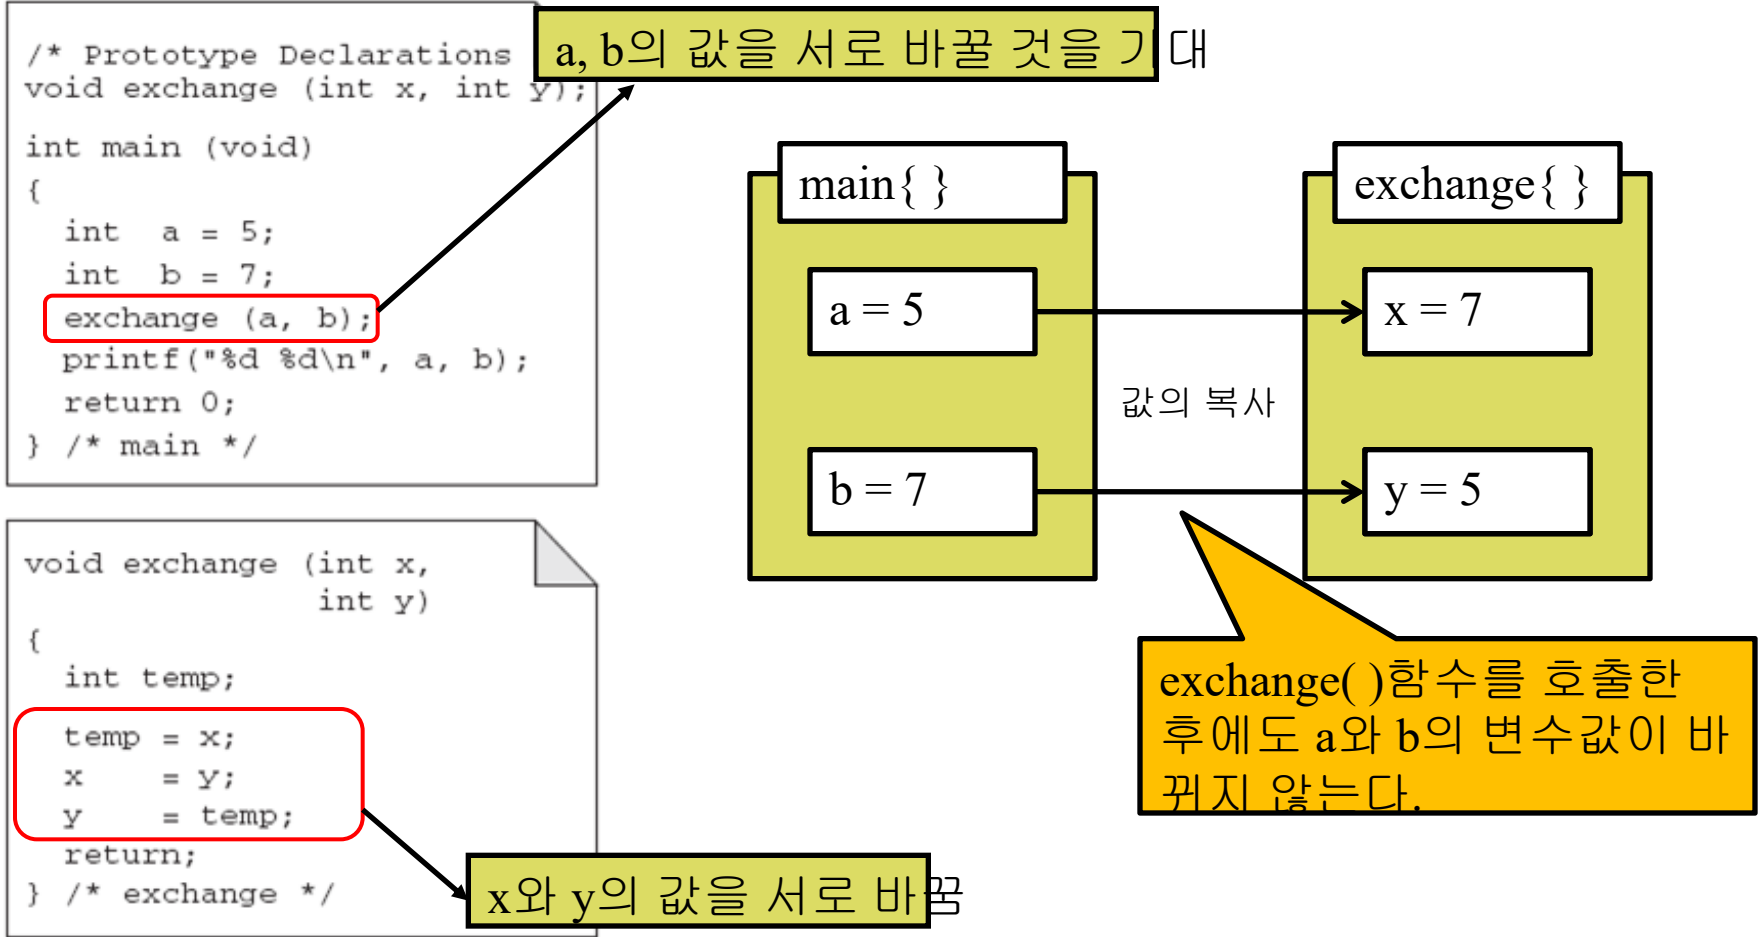 /* Prototype Declarations
void exchange (int x, int y);
int main (void)
{
int a = 5;
int b = 7;
exchange (a, b);
printf("%d %d\n", a, b);
return 0;
} /* main */
a, b의 값을 서로 바꿀 것을 기대
main{ }
a = 5
b = 7
값의 복사
exchange{ }
x = 7
y = 5
exchange( )함수를 호출한
후에도 a와 b의 변수값이 바
뀌지 않는다.
void exchange (int x,
int y)
{
int temp;
temp = x;
x = y;
y = temp;
return;
} /* exchange */
x와 y의 값을 서로 바꿈